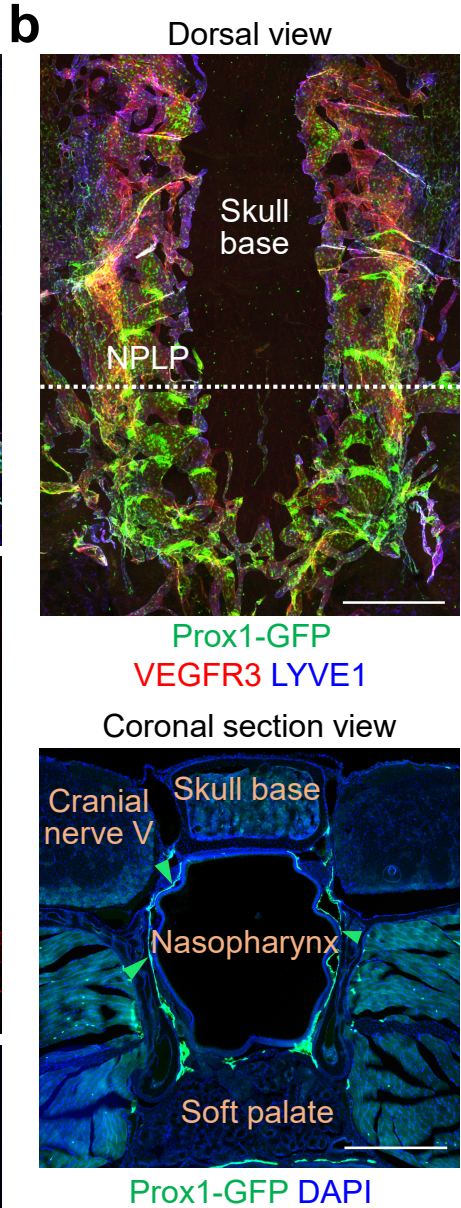 b
Dorsal view
Skull
base
NPLP
Prox1-GFP
VEGFR3 LYVE1
Coronal section view
Cranial
nerve V
Skull base
Nasopharynx
Soft palate
Prox1-GFP DAPI